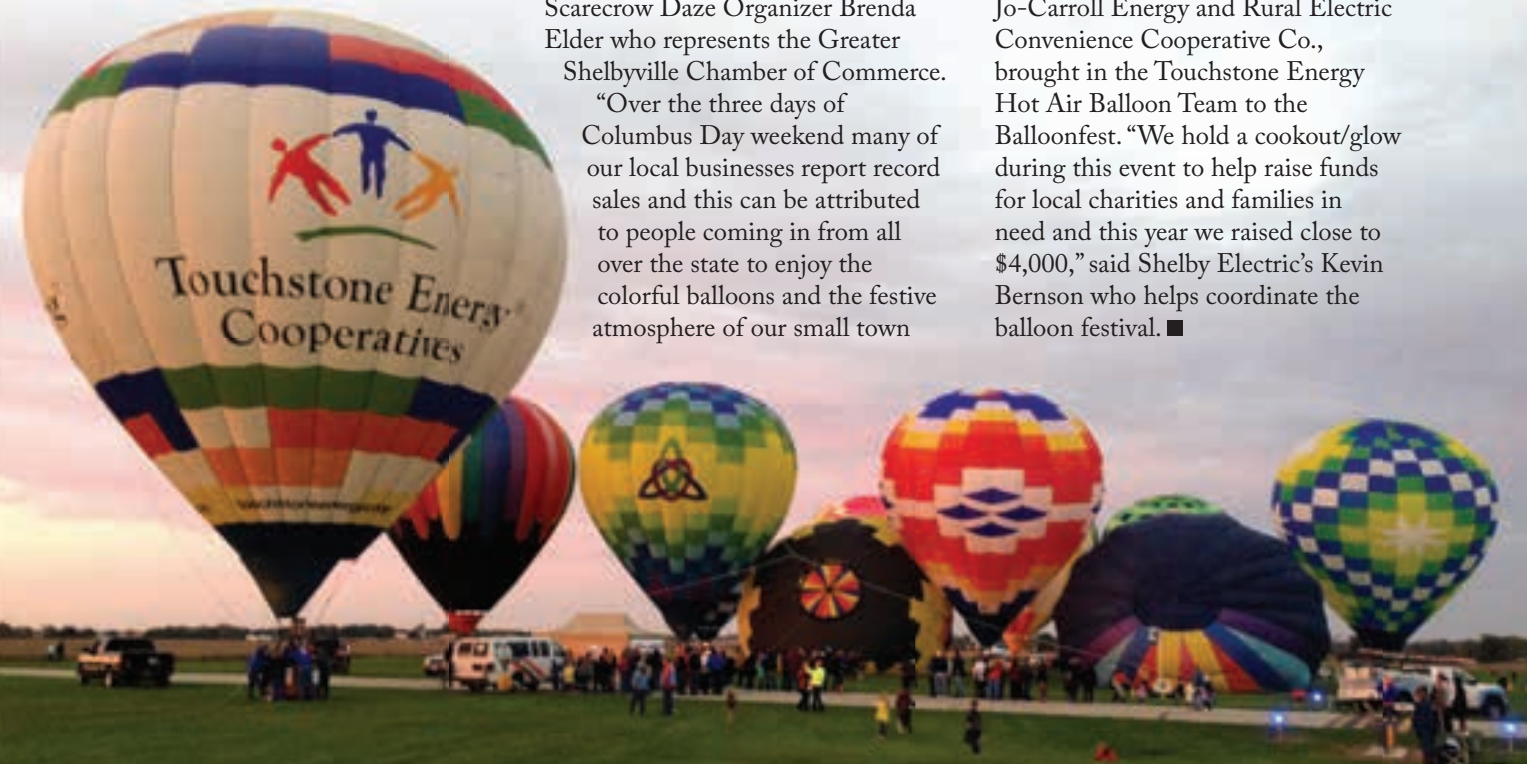 Scarecrow Daze Organizer Brenda
Elder who represents the Greater
Shelbyville Chamber of Commerce.
“Over the three days of
Columbus Day weekend many of
our local businesses report record
sales and this can be attributed
to people coming in from all
over the state to enjoy the
colorful balloons and the festive
atmosphere of our small town
Jo-Carroll Energy and Rural Electric
Convenience Cooperative Co.,
brought in the Touchstone Energy
Hot Air Balloon Team to the
Balloonfest. “We hold a cookout/glow
during this event to help raise funds
for local charities and families in
need and this year we raised close to
$4,000,” said Shelby Electric’s Kevin
Bernson who helps coordinate the
balloon festival. ■
Touchstone Energy®
Cooperatives